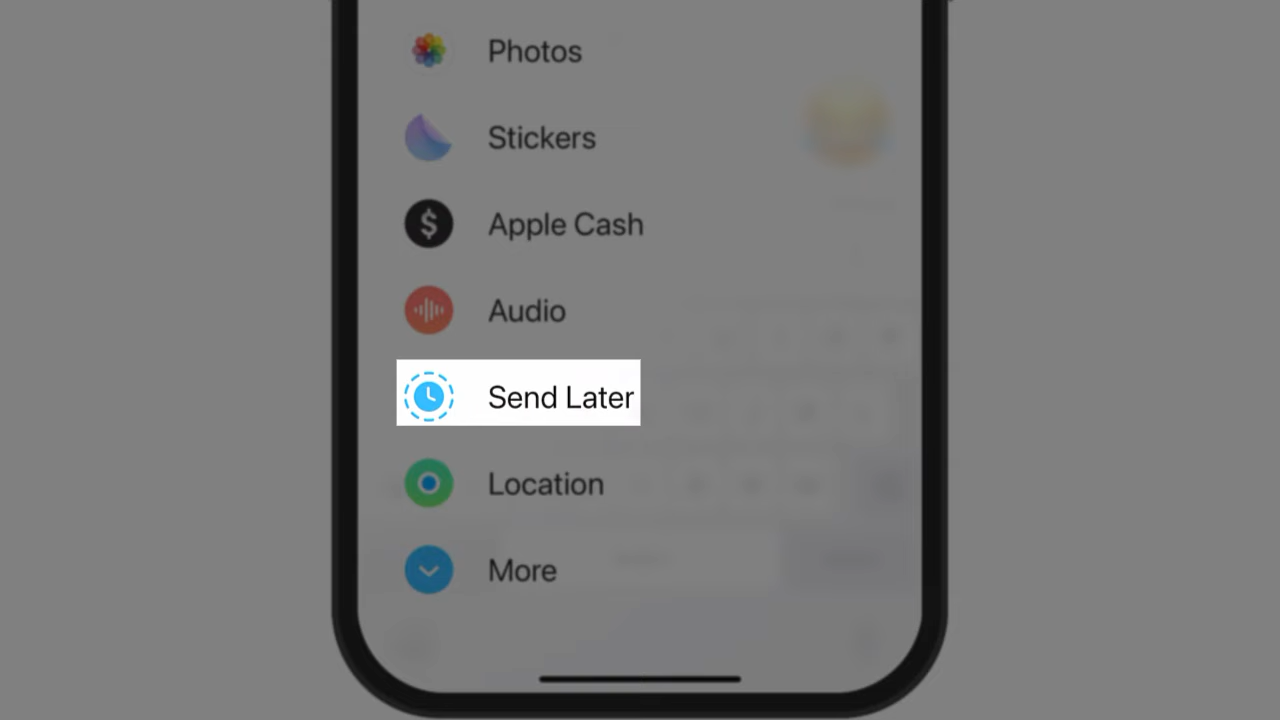 Photos
Stickers
Apple Cash
Audio
Send Later
Location
More